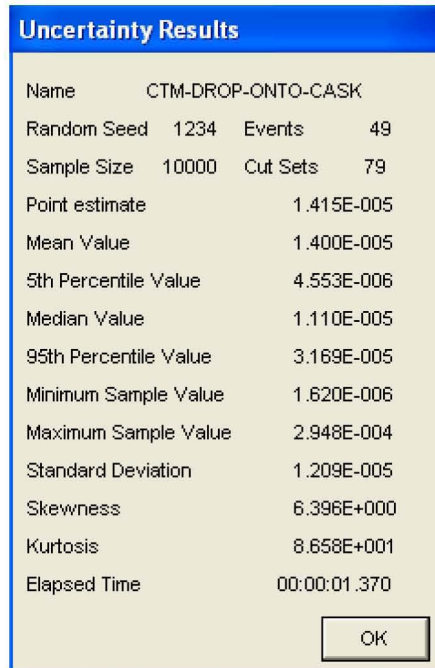 Uncertainty Results
Name CTM-DROP-ONTO-CASK
Random Seed 1234 Events 49
Sample Size 10000 Cut Sets 79
Point estimate 1.415E-005
Mean Value 1.400E-005
5th Percentile Value 4.553E-006
Median Value 1.110E-005
95th Percentile Value 3.169E-005
Minimum Sample Value 1.620E-006
Maximum Sample Value 2.948E-004
Standard Deviation 1.209E-005
Skewness 6.396E+000
Kurtosis 8.658E+001
Elapsed Time 00:00:01.370
OK